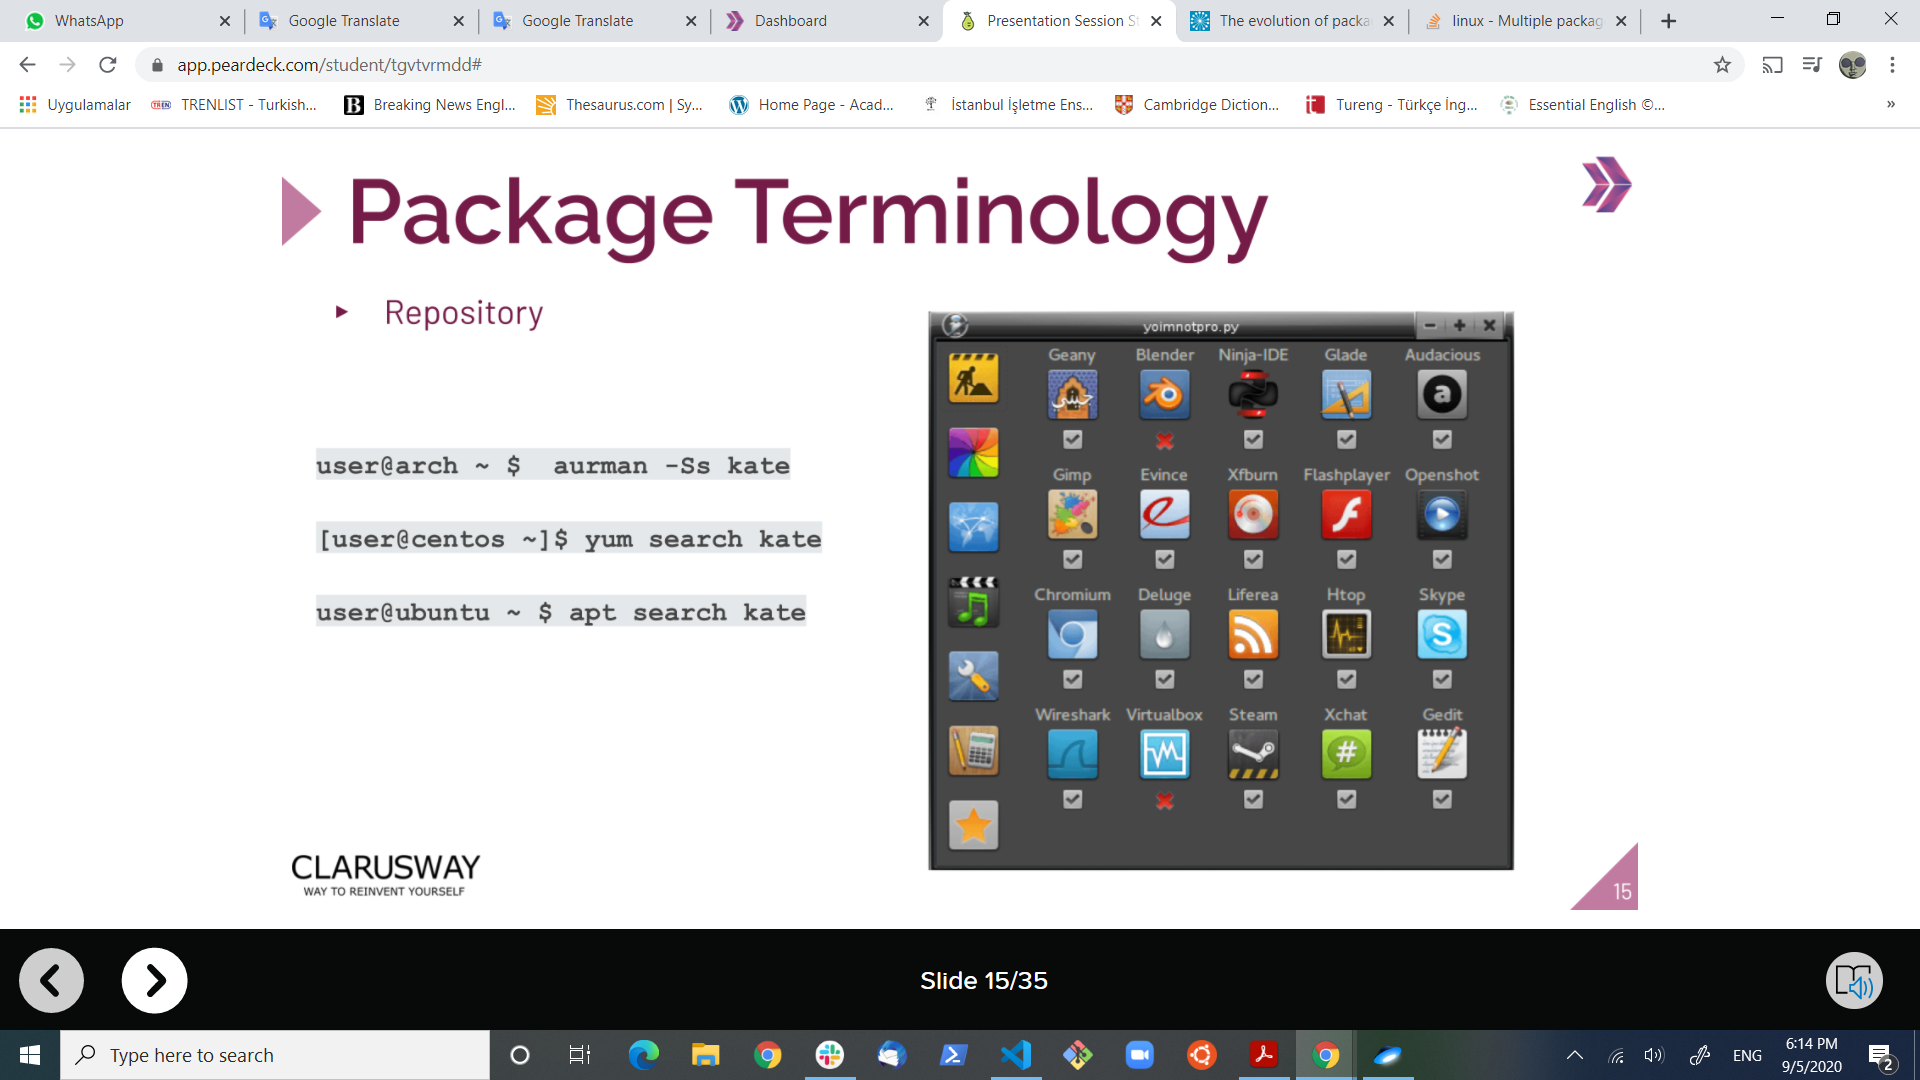 WhatsApp
Google Translate
Google Translate
Dashboard
Presentation Session St
The evolution of packa
linux - Multiple packag
app.peardeck.com/student/tgvtvrmdd#
Uygulamalar
TRENLIST - Turkish...
Breaking News Engl...
Thesaurus.com | Sy...
Home Page - Acad...
İstanbul İşletme Ens...
Cambridge Diction...
Tureng - Türkçe İng...
Essential English ©...
»
Package Terminology
Repository
user@arch ~ $  aurman -Ss kate
[user@centos ~]$ yum search kate
user@ubuntu ~ $ apt search kate
yoimnotpro.py
Geany Blender Ninja-IDE Glade Audacious
Gimp Evince Xfburn Flashplayer Openshot
Chromium Deluge Liferea Htop Skype
Wireshark Virtualbox Steam Xchat Gedit
CLARUSWAY
WAY TO REINVENT YOURSELF
15
Slide 15/35
Type here to search
ENG
6:14 PM
9/5/2020
2